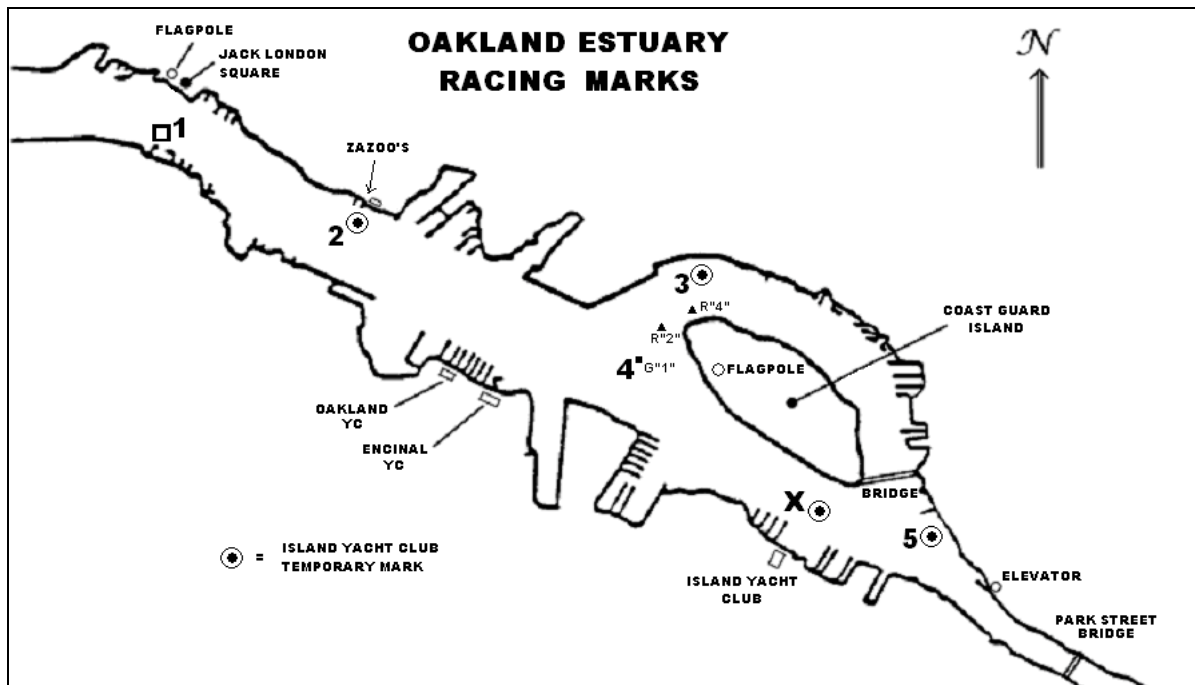 OAKLAND ESTUARY
RACING MARKS
N
FLAGPOLE
JACK LONDON
SQUARE
1
ZAZOO'S
2
3
R"4"
R"2"
4
G"1"
FLAGPOLE
COAST GUARD
ISLAND
OAKLAND
YC
ENCINAL
YC
BRIDGE
X
5
ISLAND YACHT
CLUB
ELEVATOR
PARK STREET
BRIDGE
= ISLAND YACHT CLUB
TEMPORARY MARK